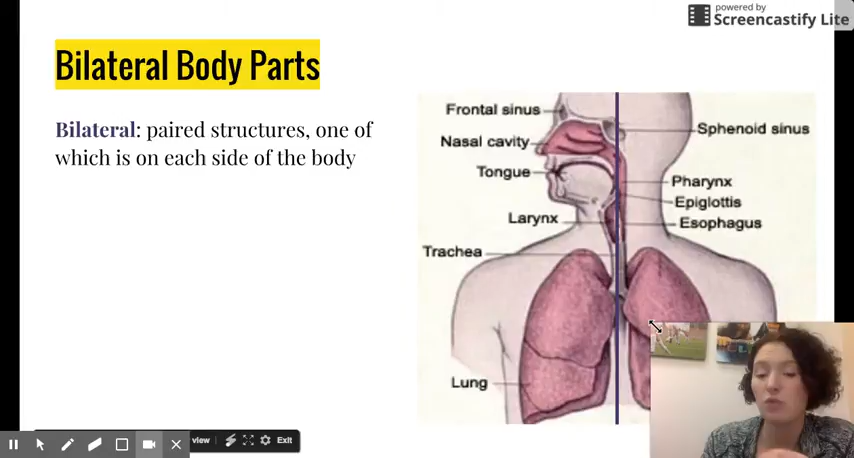 powered by
Screencastify Lite
Bilateral Body Parts
Bilateral: paired structures, one of
which is on each side of the body
Frontal sinus
Sphenoid sinus
Nasal cavity
Tongue
Pharynx
Epiglottis
Larynx
Esophagus
Trachea
Lung
view
Exit